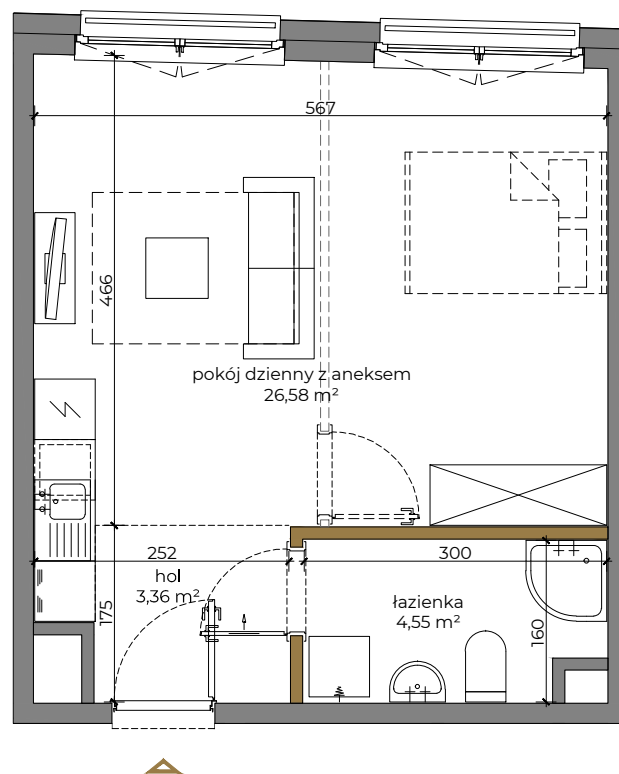 567
466
pokój dzienny z aneksem
26,58 m²
252
300
hol
3,36 m²
175
łazienka
4,55 m²
160